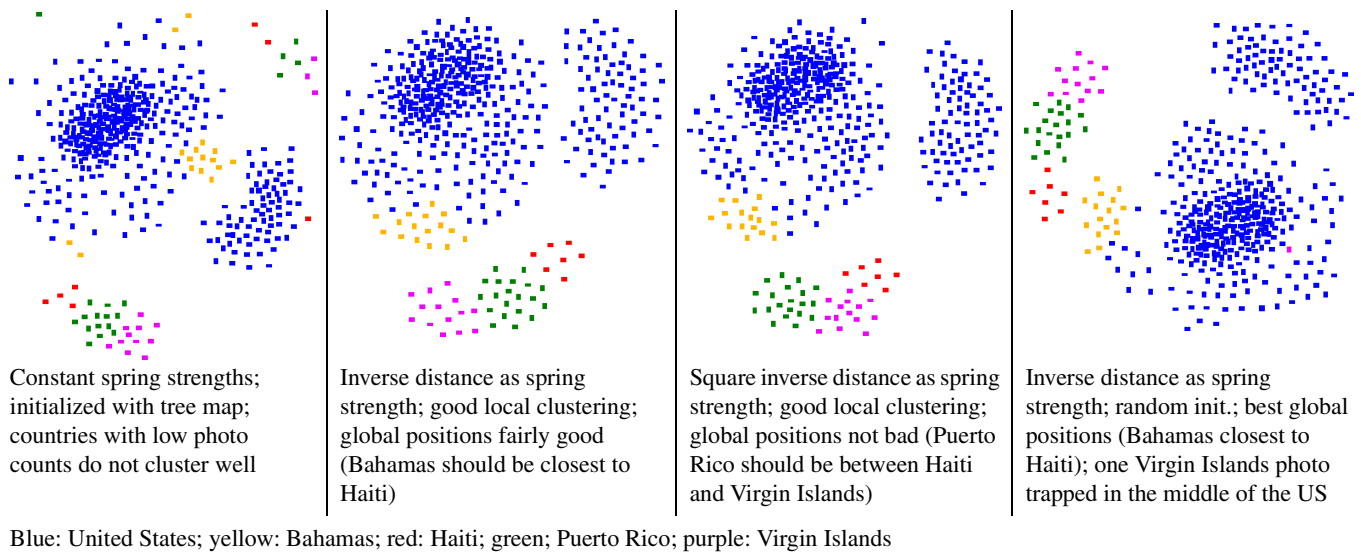 Constant spring strengths;
initialized with tree map;
countries with low photo
counts do not cluster well
Inverse distance as spring
strength; good local clustering;
global positions fairly good
(Bahamas should be closest to
Haiti)
Square inverse distance as spring
strength; good local clustering;
global positions not bad (Puerto
Rico should be between Haiti
and Virgin Islands)
Inverse distance as spring
strength; random init.; best global
positions (Bahamas closest to
Haiti); one Virgin Islands photo
trapped in the middle of the US
Blue: United States; yellow: Bahamas; red: Haiti; green; Puerto Rico; purple: Virgin Islands